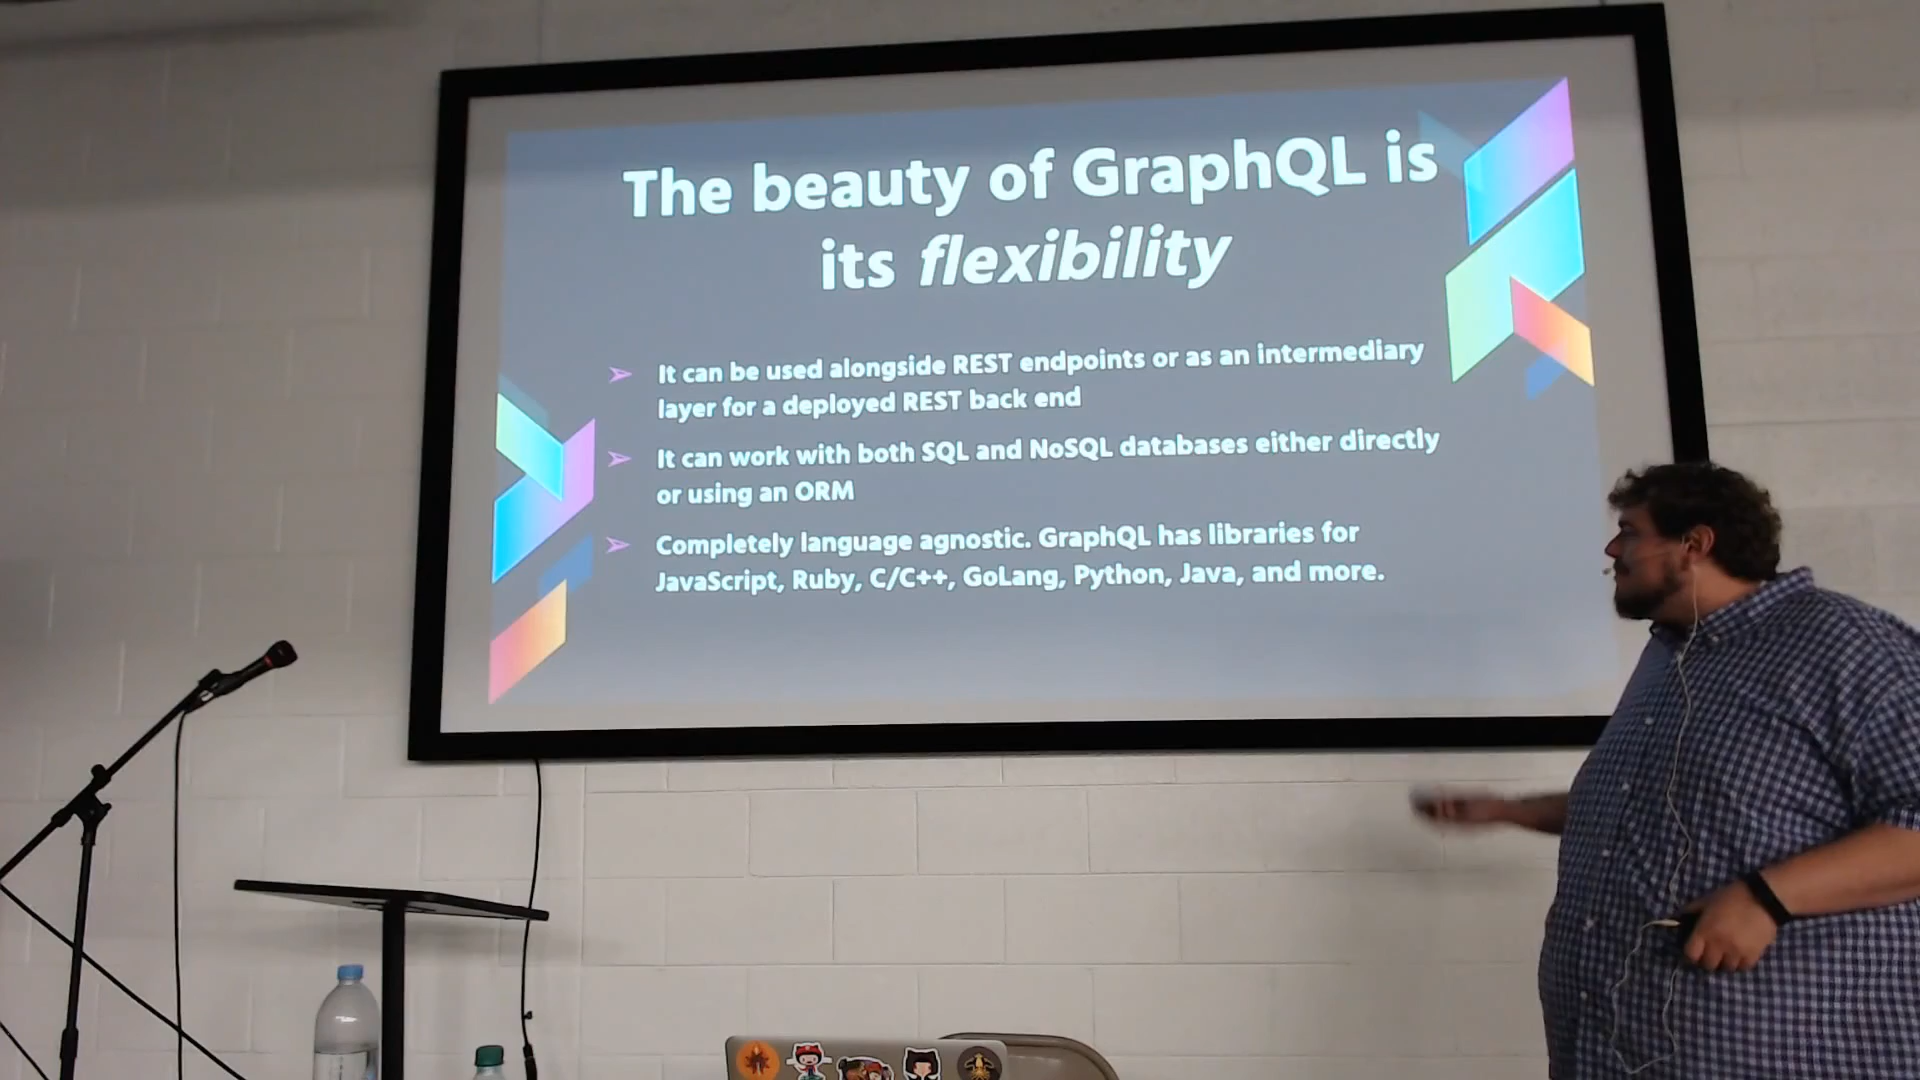 The beauty of GraphQL is
its flexibility
It can be used alongside REST endpoints or as an intermediary
layer for a deployed REST back end
It can work with both SQL and NoSQL databases either directly
or using an ORM
Completely language agnostic. GraphQL has libraries for
JavaScript, Ruby, C/C++, GoLang, Python, Java, and more.